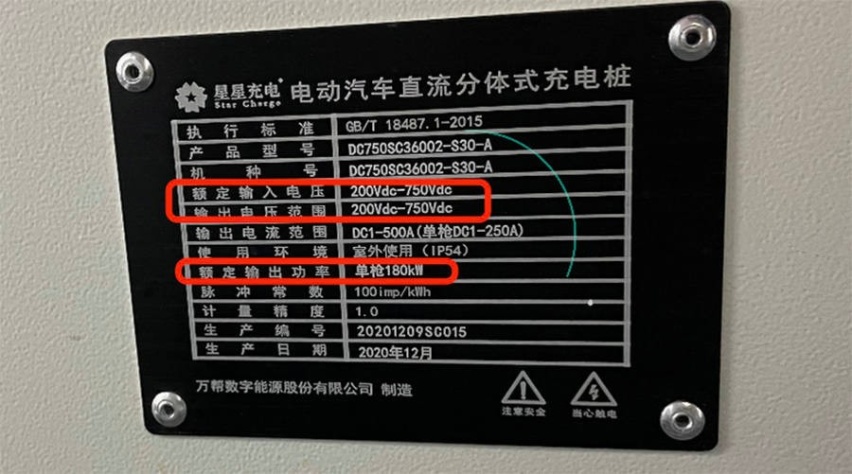 星星充电® 电动汽车直流分体式充电桩
Star Charge
执行标准 GB/T 18487.1-2015
产品型号 DC750SC36002-S30-A
机种号 DC750SC36002-S30-A
额定输入电压 200Vdc-750Vdc
输出电压范围 200Vdc-750Vdc
输出电流范围 DC1-500A(单枪DC1-250A)
使用环境 室外使用(IP54)
额定输出功率 单枪180kW
脉冲常数 100imp/kWh
计量精度 1.0
生产编号 20201209SC015
生产日期 2020年12月
万帮数字能源股份有限公司 制造
注意安全 当心触电